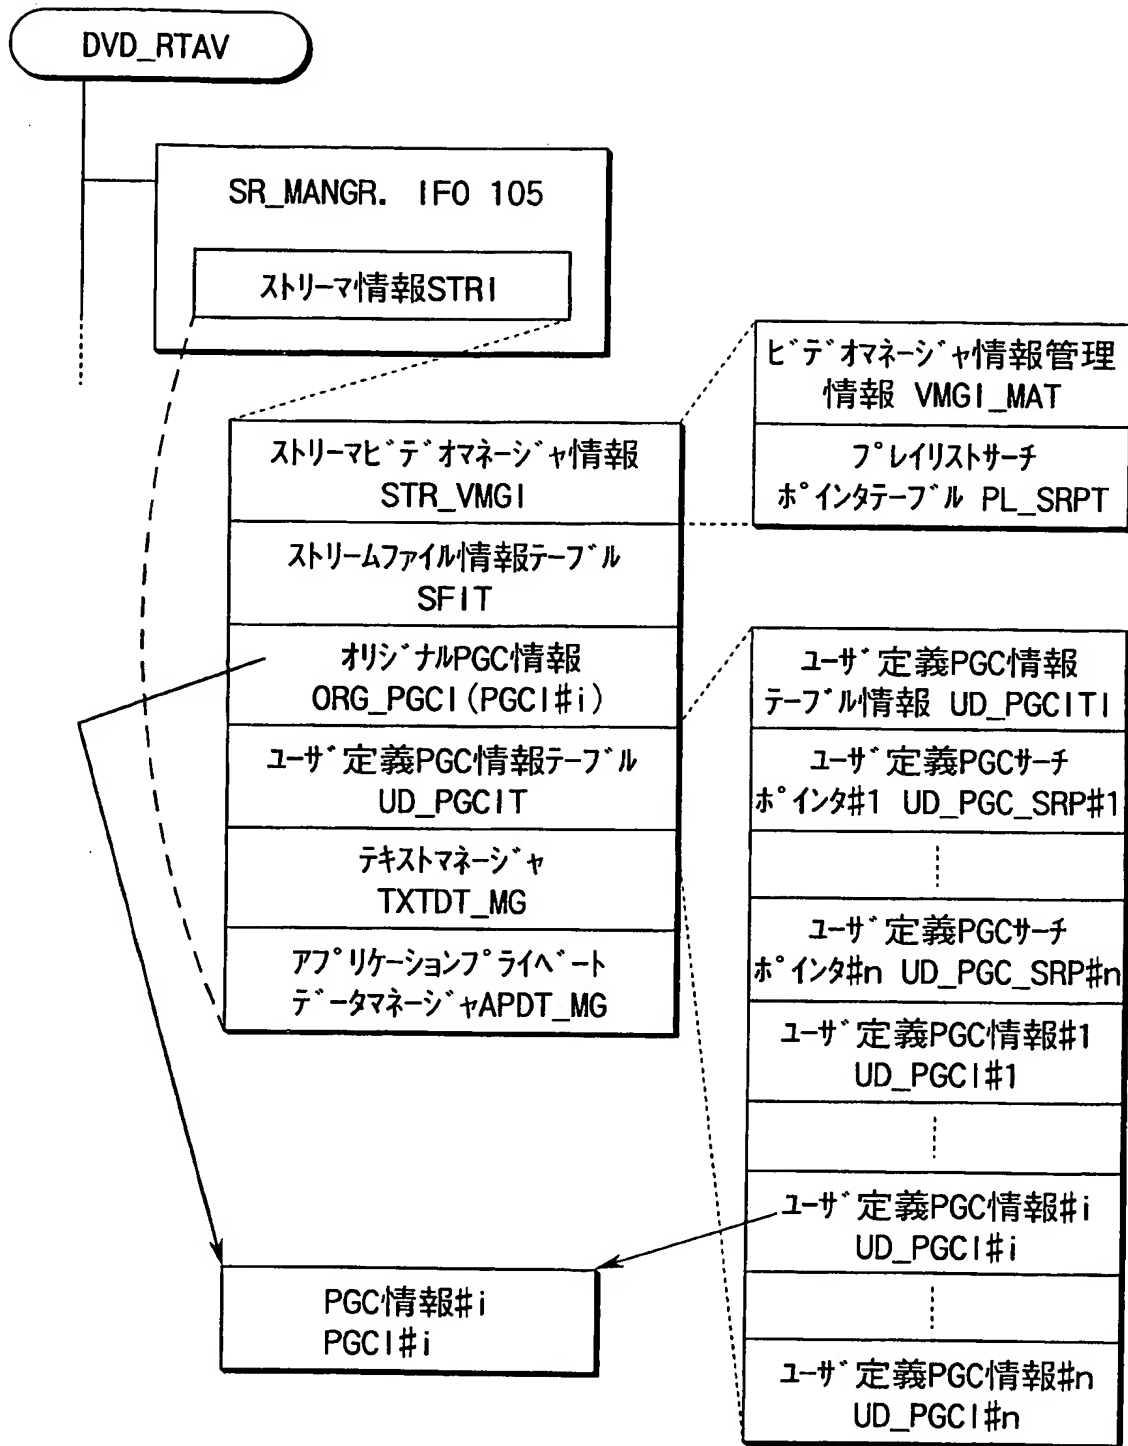 DVD_RTAV
SR_MANGR. IFO 105
ストリーマ情報STRI
ストリーマビデオマネージャ情報
STR_VMGI
ストリームファイル情報テーブル
SFIT
オリジナルPGC情報
ORG_PGCI(PGCI#i)
ユーザ定義PGC情報テーブル
UD_PGCIT
テキストマネージャ
TXTDT_MG
アプリケーションプライベート
データマネージャAPDT_MG
ビデオマネージャ情報管理
情報 VMGI_MAT
プレイリストサーチ
ポインタテーブル PL_SRPT
ユーザ定義PGC情報
テーブル情報 UD_PGCITI
ユーザ定義PGCサーチ
ポインタ#1 UD_PGC_SRP#1
ユーザ定義PGCサーチ
ポインタ#n UD_PGC_SRP#n
ユーザ定義PGC情報#1
UD_PGCI#1
ユーザ定義PGC情報#i
UD_PGCI#i
ユーザ定義PGC情報#n
UD_PGCI#n
PGC情報#i
PGCI#i